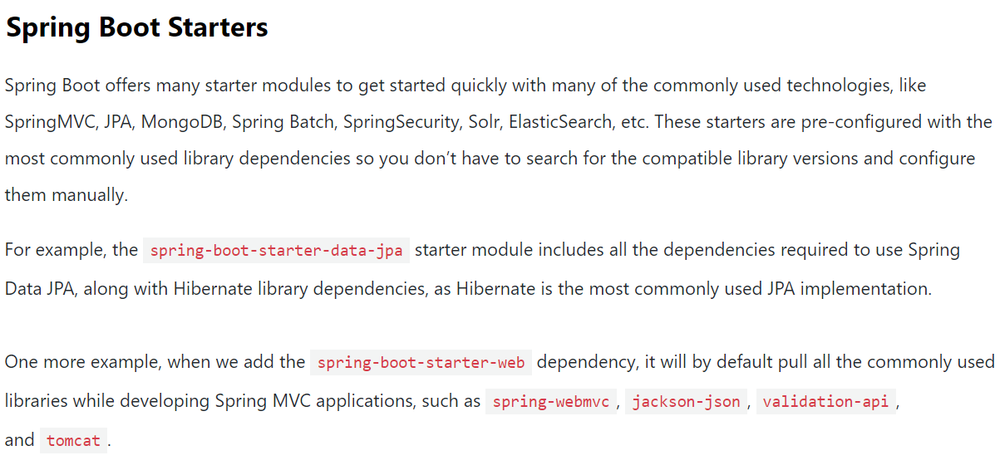 Spring Boot Starters
Spring Boot offers many starter modules to get started quickly with many of the commonly used technologies, like
SpringMVC, JPA, MongoDB, Spring Batch, SpringSecurity, Solr, ElasticSearch, etc. These starters are pre-configured with the
most commonly used library dependencies so you don’t have to search for the compatible library versions and configure
them manually.
For example, the spring-boot-starter-data-jpa starter module includes all the dependencies required to use Spring
Data JPA, along with Hibernate library dependencies, as Hibernate is the most commonly used JPA implementation.
One more example, when we add the spring-boot-starter-web dependency, it will by default pull all the commonly used
libraries while developing Spring MVC applications, such as spring-webmvc, jackson-json, validation-api,
and tomcat.